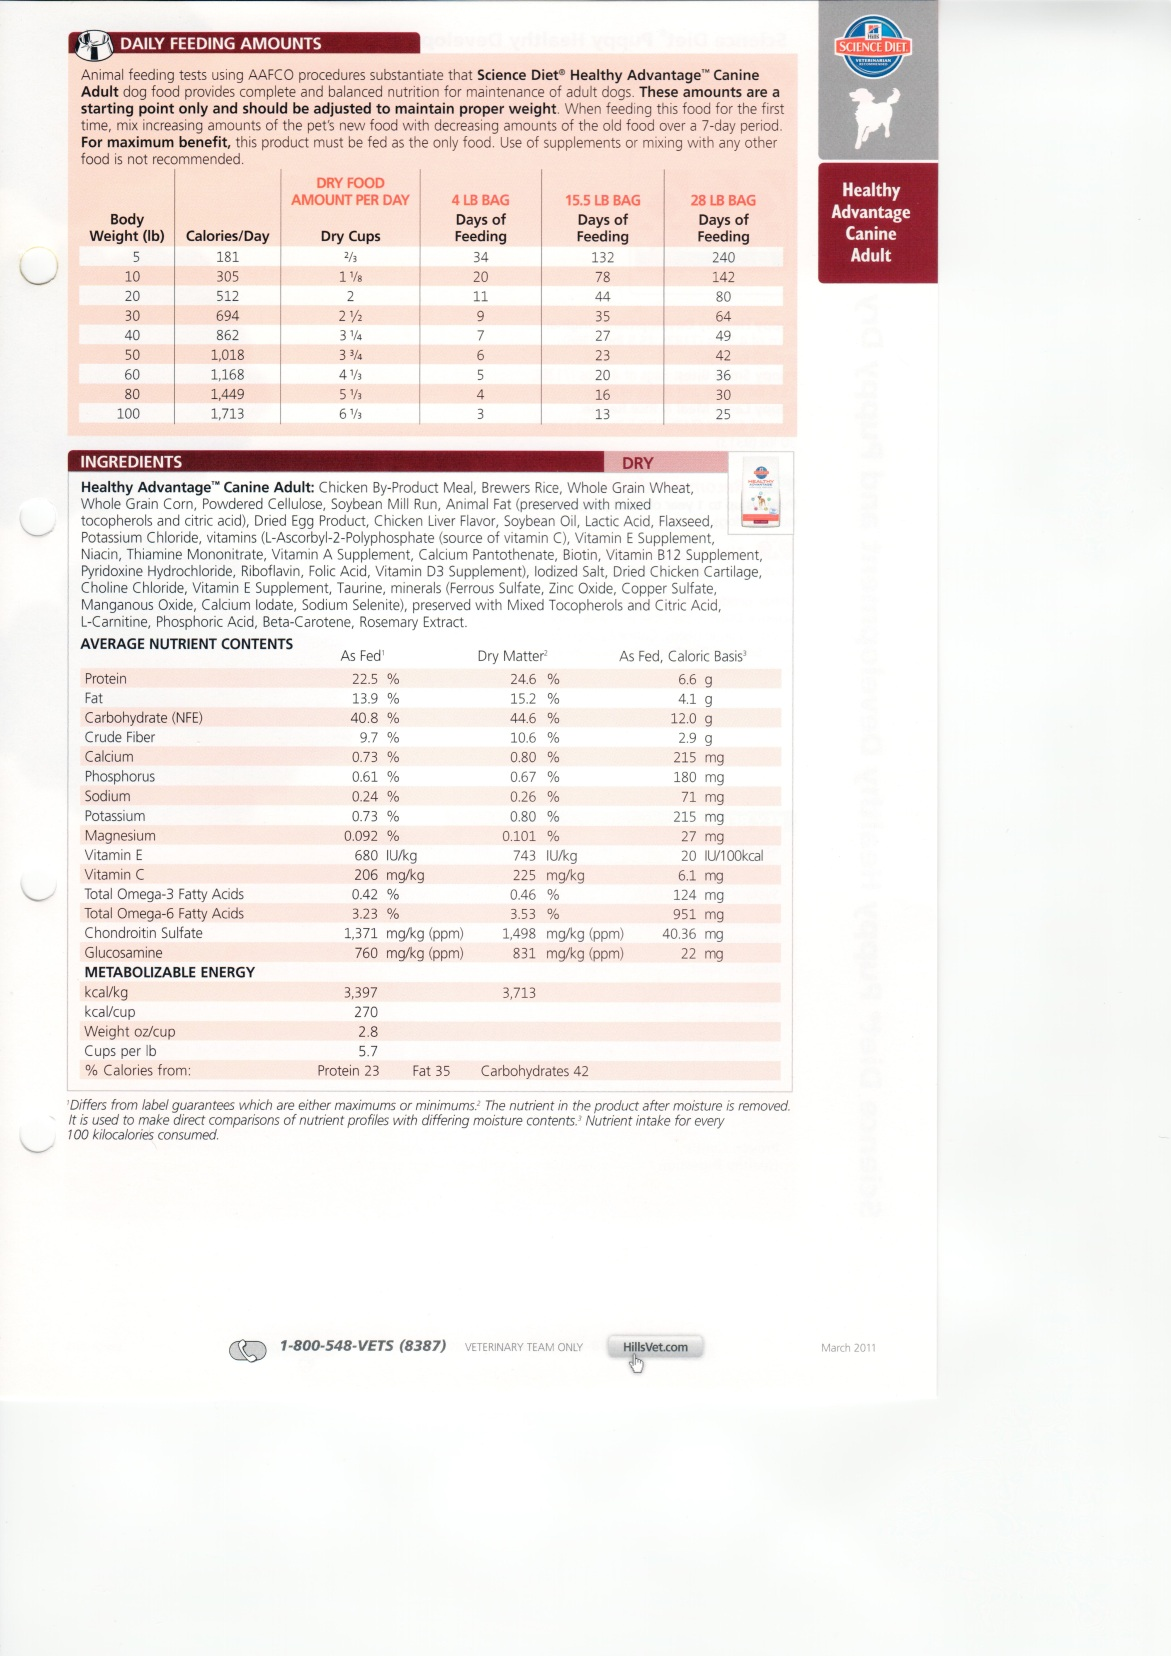 DAILY FEEDING AMOUNTS
Animal feeding tests using AAFCO procedures substantiate that Science Diet® Healthy Advantage™ Canine
Adult dog food provides complete and balanced nutrition for maintenance of adult dogs. These amounts are a
starting point only and should be adjusted to maintain proper weight. When feeding this food for the first
time, mix increasing amounts of the pet's new food with decreasing amounts of the old food over a 7-day period.
For maximum benefit, this product must be fed as the only food. Use of supplements or mixing with any other
food is not recommended.
DRY FOOD
AMOUNT PER DAY 4 LB BAG 15.5 LB BAG 28 LB BAG
Body Days of Days of Days of
Weight (lb) Calories/Day Dry Cups Feeding Feeding Feeding
5 181 2/3 34 132 240
10 305 1 1/8 20 78 142
20 512 2 11 44 80
30 694 2 1/2 9 35 64
40 862 3 1/4 7 27 49
50 1,018 3 3/4 6 23 42
60 1,168 4 1/3 5 20 36
80 1,449 5 1/3 4 16 30
100 1,713 6 1/3 3 13 25
Hill's
SCIENCE DIET
VETERINARIAN
RECOMMENDED
Healthy
Advantage
Canine
Adult
INGREDIENTS DRY
Healthy Advantage™ Canine Adult: Chicken By-Product Meal, Brewers Rice, Whole Grain Wheat,
Whole Grain Corn, Powdered Cellulose, Soybean Mill Run, Animal Fat (preserved with mixed
tocopherols and citric acid), Dried Egg Product, Chicken Liver Flavor, Soybean Oil, Lactic Acid, Flaxseed,
Potassium Chloride, vitamins (L-Ascorbyl-2-Polyphosphate (source of vitamin C), Vitamin E Supplement,
Niacin, Thiamine Mononitrate, Vitamin A Supplement, Calcium Pantothenate, Biotin, Vitamin B12 Supplement,
Pyridoxine Hydrochloride, Riboflavin, Folic Acid, Vitamin D3 Supplement), Iodized Salt, Dried Chicken Cartilage,
Choline Chloride, Vitamin E Supplement, Taurine, minerals (Ferrous Sulfate, Zinc Oxide, Copper Sulfate,
Manganous Oxide, Calcium Iodate, Sodium Selenite), preserved with Mixed Tocopherols and Citric Acid,
L-Carnitine, Phosphoric Acid, Beta-Carotene, Rosemary Extract.
HEALTHY
AVERAGE NUTRIENT CONTENTS
As Fed¹ Dry Matter² As Fed, Caloric Basis³
Protein 22.5 % 24.6 % 6.6 g
Fat 13.9 % 15.2 % 4.1 g
Carbohydrate (NFE) 40.8 % 44.6 % 12.0 g
Crude Fiber 9.7 % 10.6 % 2.9 g
Calcium 0.73 % 0.80 % 215 mg
Phosphorus 0.61 % 0.67 % 180 mg
Sodium 0.24 % 0.26 % 71 mg
Potassium 0.73 % 0.80 % 215 mg
Magnesium 0.092 % 0.101 % 27 mg
Vitamin E 680 IU/kg 743 IU/kg 20 IU/100kcal
Vitamin C 206 mg/kg 225 mg/kg 6.1 mg
Total Omega-3 Fatty Acids 0.42 % 0.46 % 124 mg
Total Omega-6 Fatty Acids 3.23 % 3.53 % 951 mg
Chondroitin Sulfate 1,371 mg/kg (ppm) 1,498 mg/kg (ppm) 40.36 mg
Glucosamine 760 mg/kg (ppm) 831 mg/kg (ppm) 22 mg
METABOLIZABLE ENERGY
kcal/kg 3,397 3,713
kcal/cup 270
Weight oz/cup 2.8
Cups per lb 5.7
% Calories from: Protein 23 Fat 35 Carbohydrates 42
¹Differs from label guarantees which are either maximums or minimums.² The nutrient in the product after moisture is removed.
It is used to make direct comparisons of nutrient profiles with differing moisture contents.³ Nutrient intake for every
100 kilocalories consumed.
1-800-548-VETS (8387) VETERINARY TEAM ONLY HillsVet.com March 2011